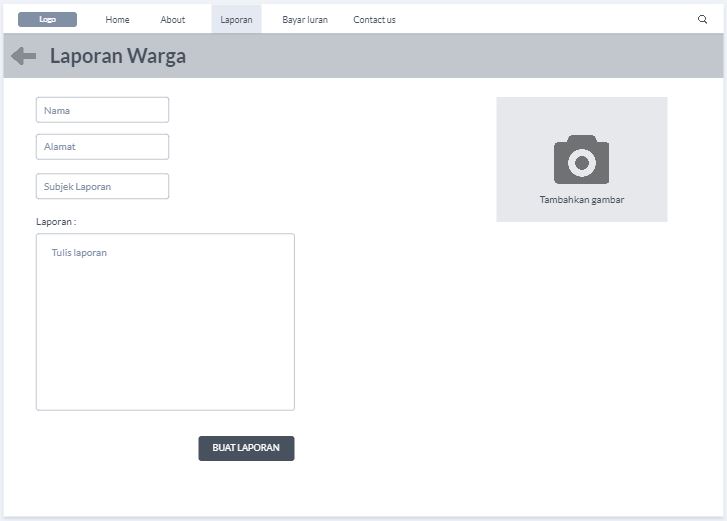 Logo
Home
About
Laporan
Bayar Iuran
Contact us
Laporan Warga
Nama
Alamat
Subjek Laporan
Laporan :
Tulis laporan
Tambahkan gambar
BUAT LAPORAN